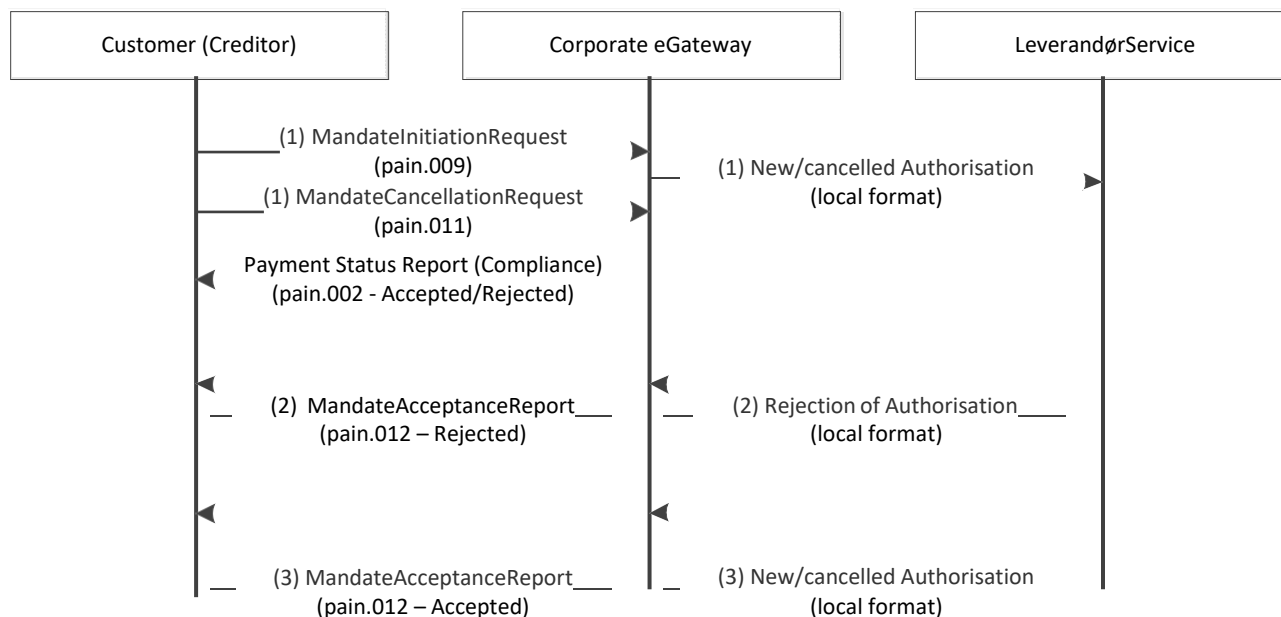 Customer (Creditor)
Corporate eGateway
LeverandørService
(1) MandateInitiationRequest
(pain.009)
(1) New/cancelled Authorisation
(local format)
(1) MandateCancellationRequest
(pain.011)
Payment Status Report (Compliance)
(pain.002 - Accepted/Rejected)
(2) MandateAcceptanceReport
(pain.012 – Rejected)
(2) Rejection of Authorisation
(local format)
(3) MandateAcceptanceReport
(pain.012 – Accepted)
(3) New/cancelled Authorisation
(local format)